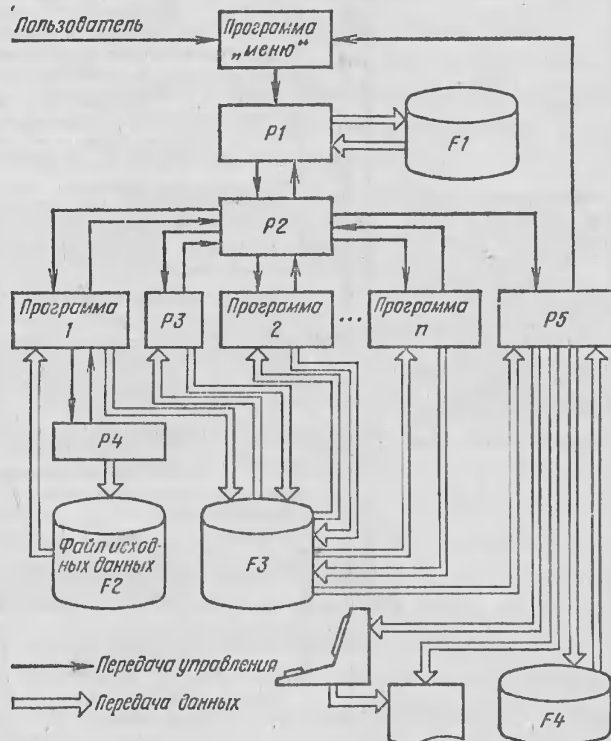 Пользователь
Программа
„меню“
P1
F1
P2
Программа
1
P3
Программа
2
...
Программа
n
P5
P4
Файл исход-
ных данных
F2
F3
F4
Передача управления
Передача данных